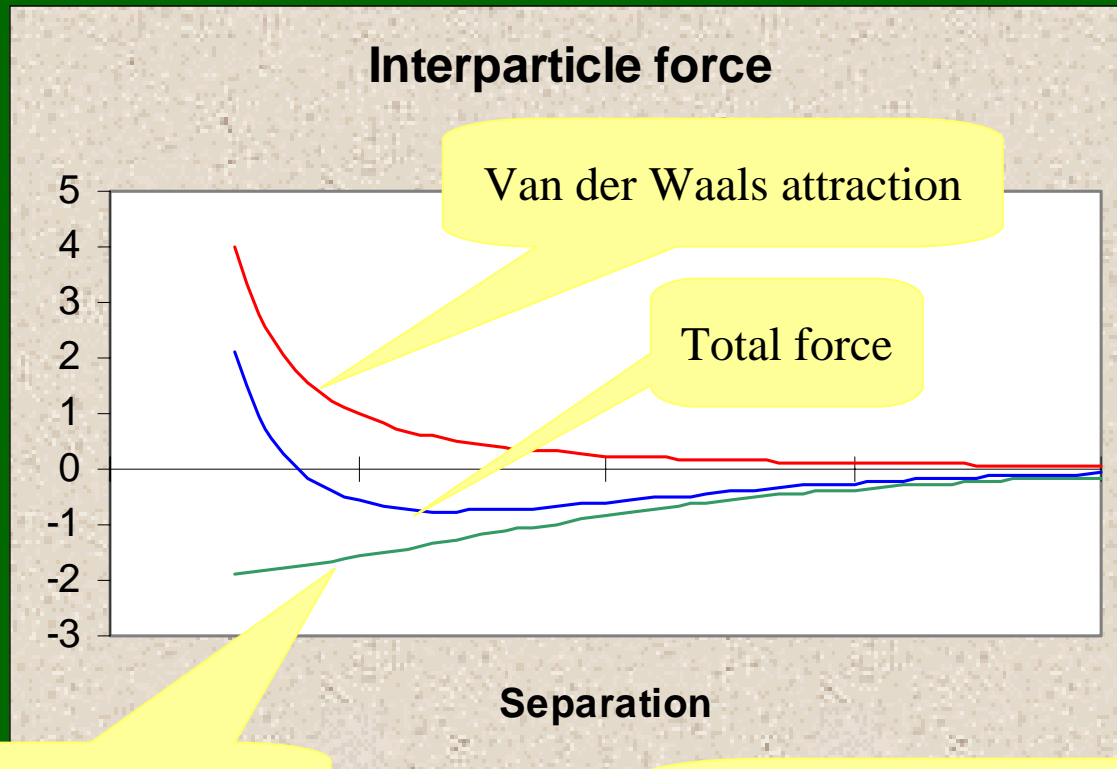 Interparticle force
Van der Waals attraction
Total force
5
4
3
2
1
0
-1
-2
-3
Separation